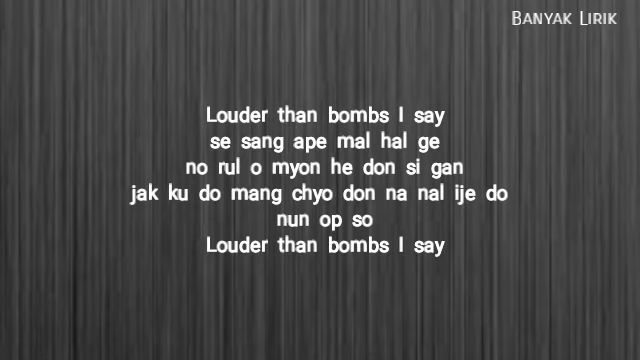 Banyak Lirik
Louder than bombs I say
se sang ape mal hal ge
no rul o myon he don si gan
jak ku do mang chyo don na nal ije do
nun op so
Louder than bombs I say